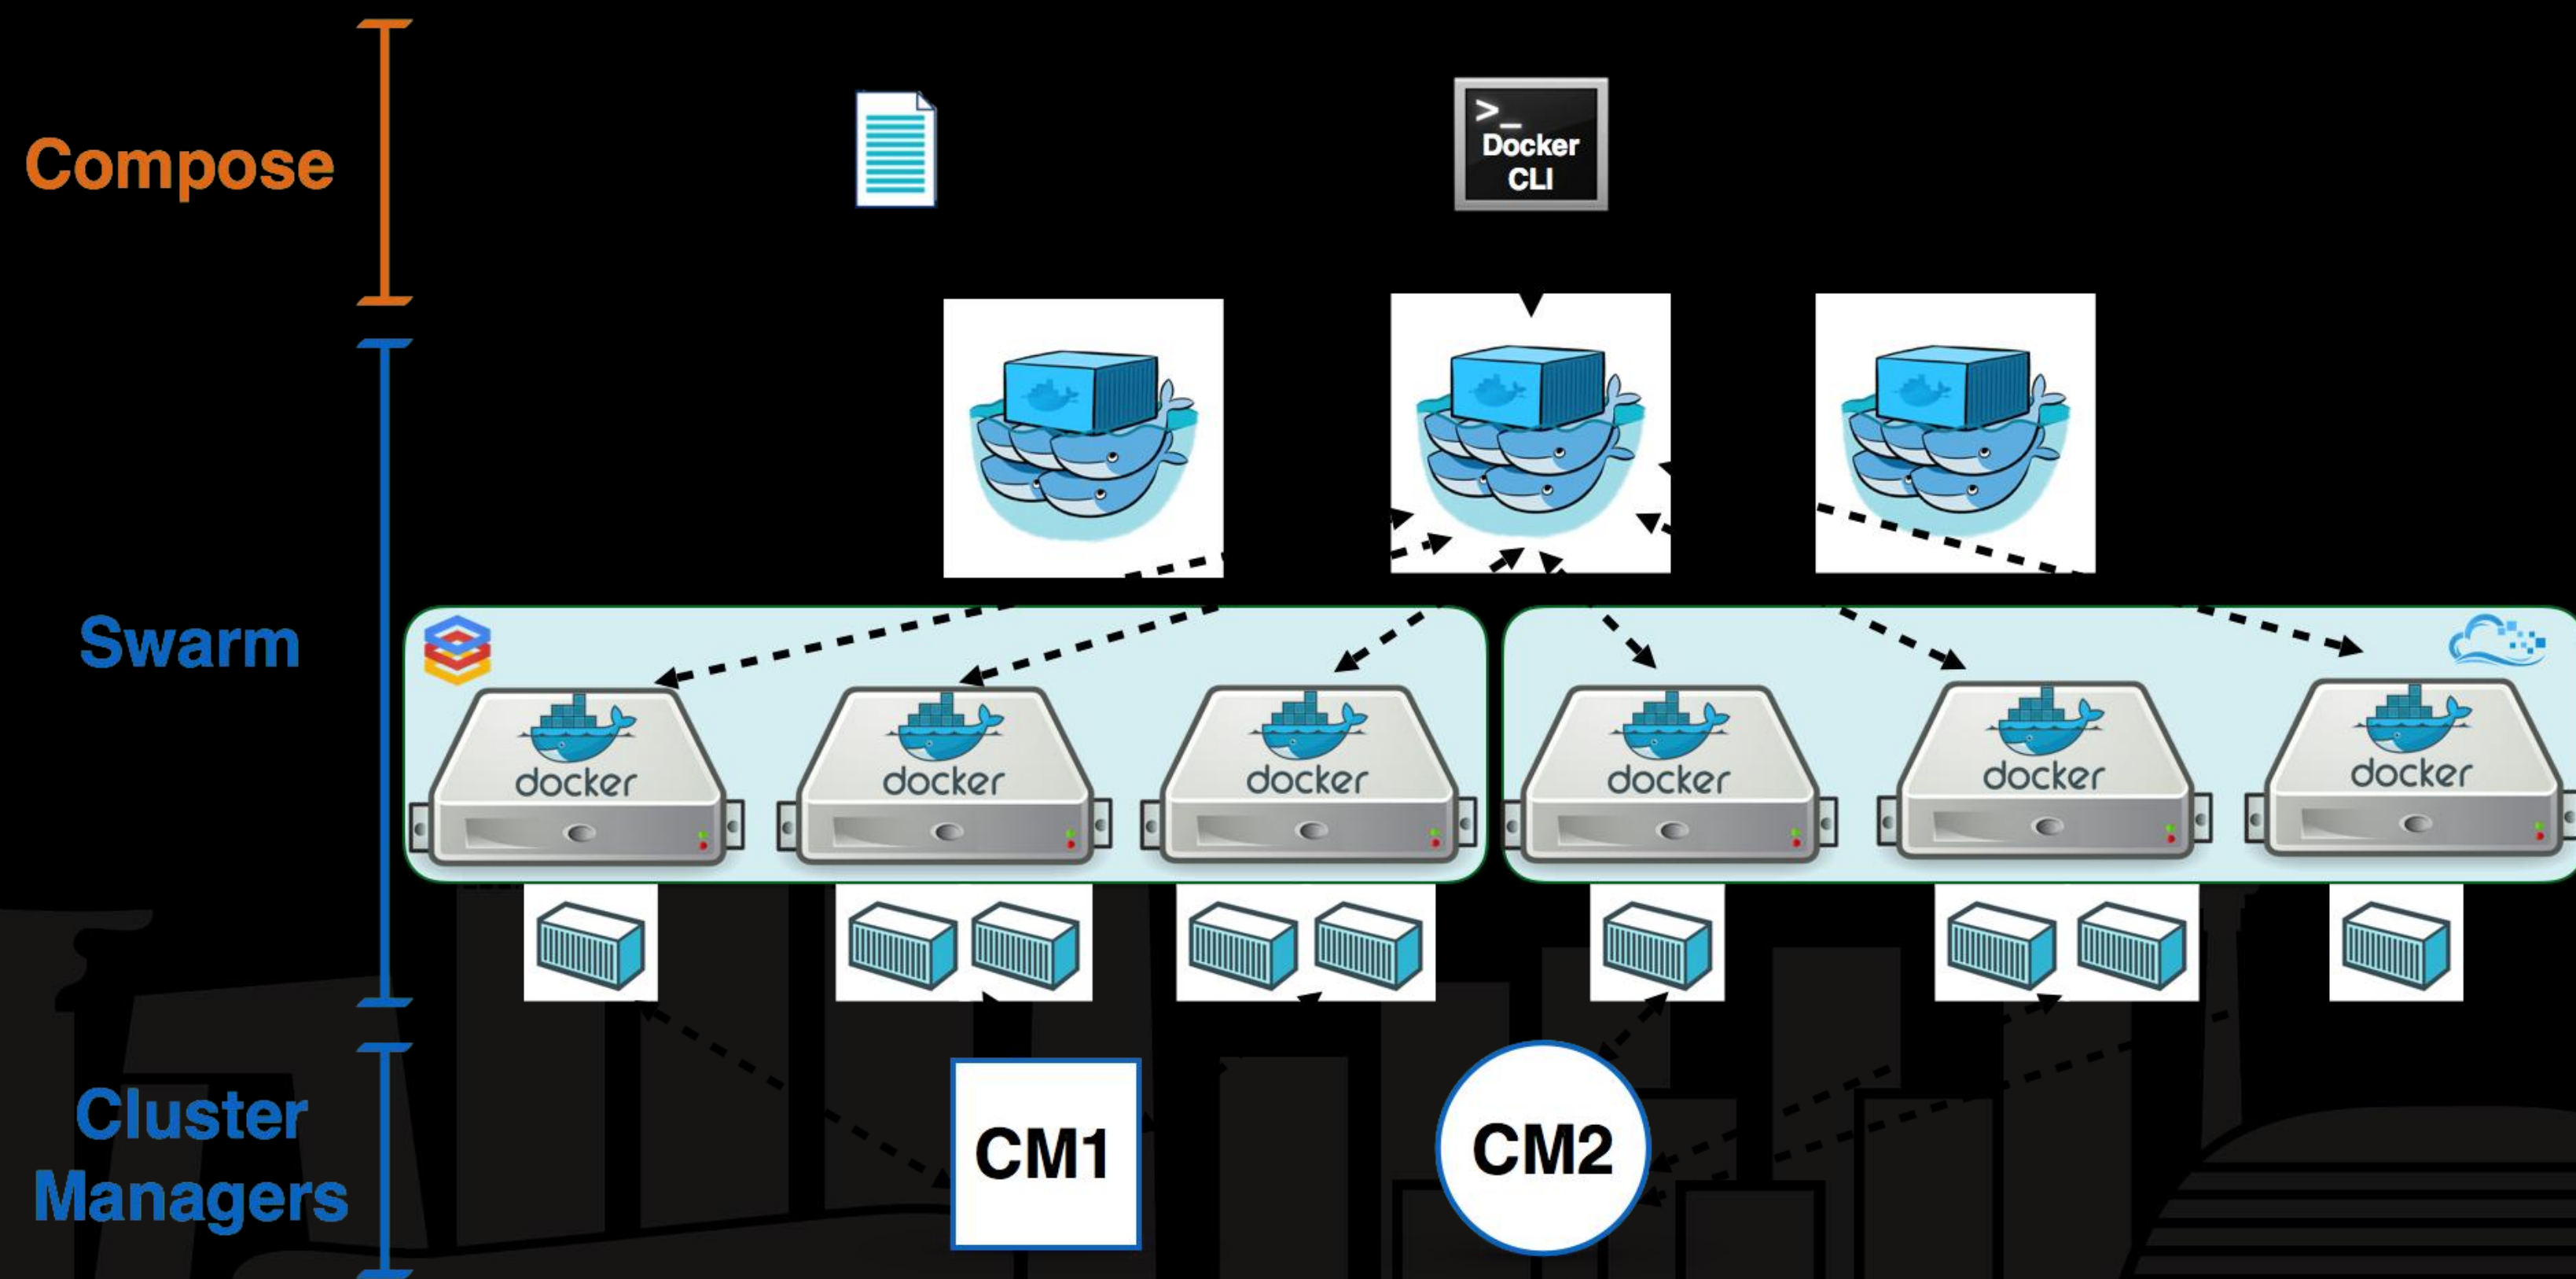 Compose
>_
Docker
CLI
Swarm
docker
docker
docker
docker
docker
docker
Cluster
Managers
CM1
CM2